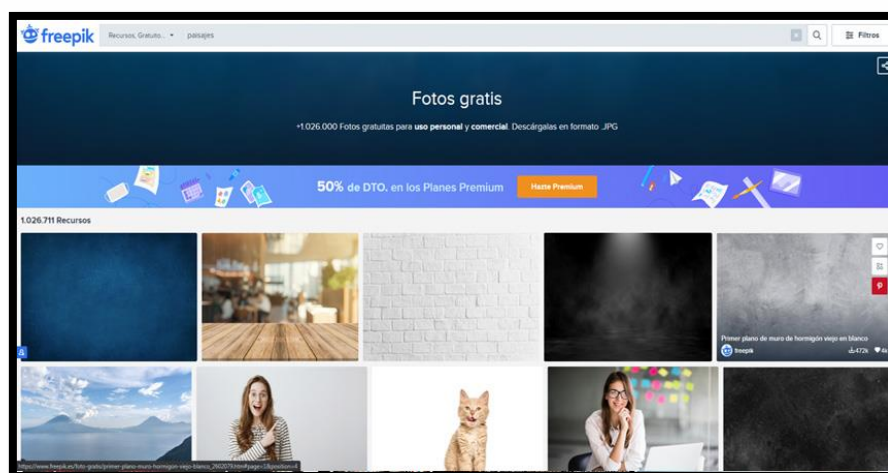 freepik
Recursos, Gratuito... paisajes
Filtros
Fotos gratis
+1.026.000 Fotos gratuitas para uso personal y comercial. Descárgalas en formato .JPG
50% de DTO. en los Planes Premium
Hazte Premium
1.026.711 Recursos
Primer plano de muro de hormigón viejo en blanco
freepik
472k
4k